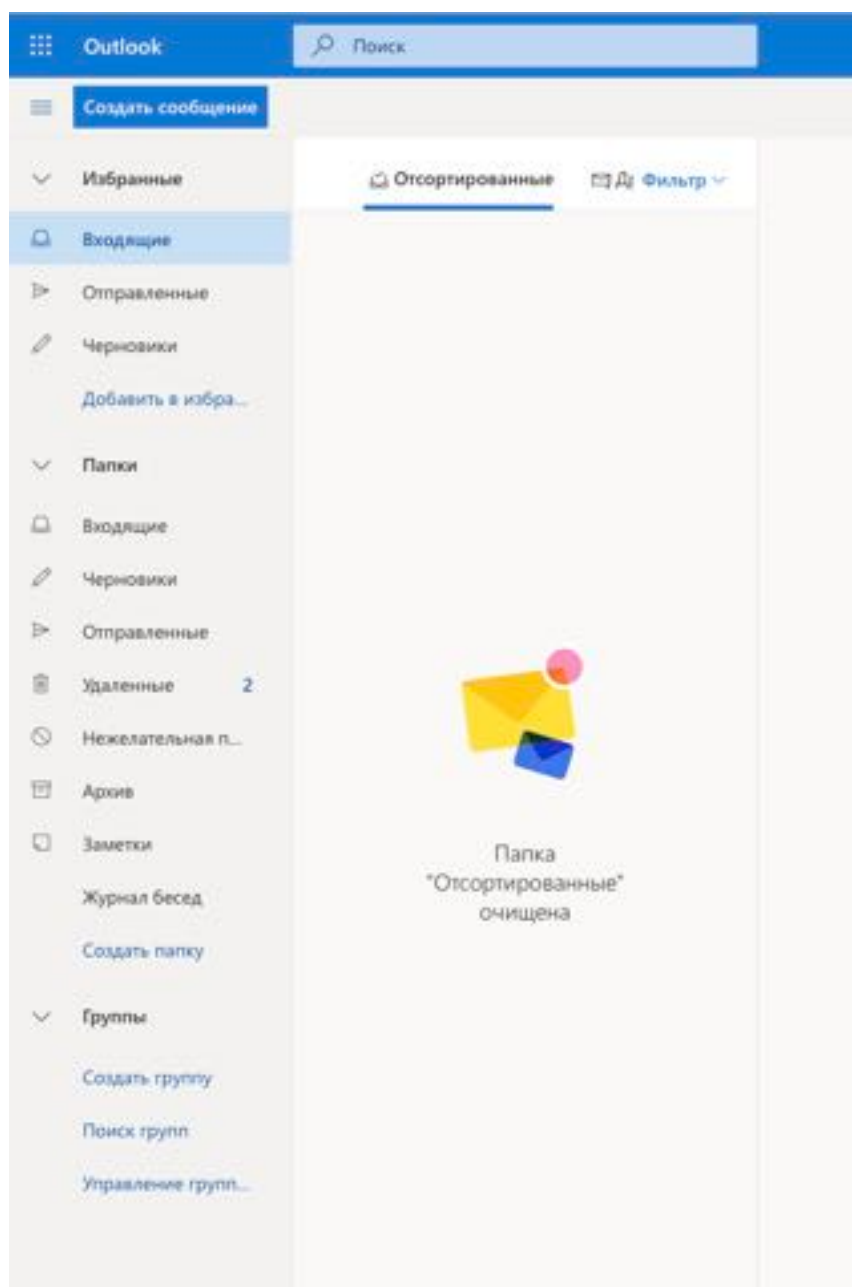 Outlook
Поиск
Создать сообщение
Избранные
Отсортированные
Др
Фильтр
Входящие
Отправленные
Черновики
Добавить в избра...
Папки
Входящие
Черновики
Отправленные
Удаленные 2
Нежелательная п...
Архив
Заметки
Журнал бесед
Создать папку
Группы
Создать группу
Поиск групп
Управление групп...
Папка
"Отсортированные"
очищена